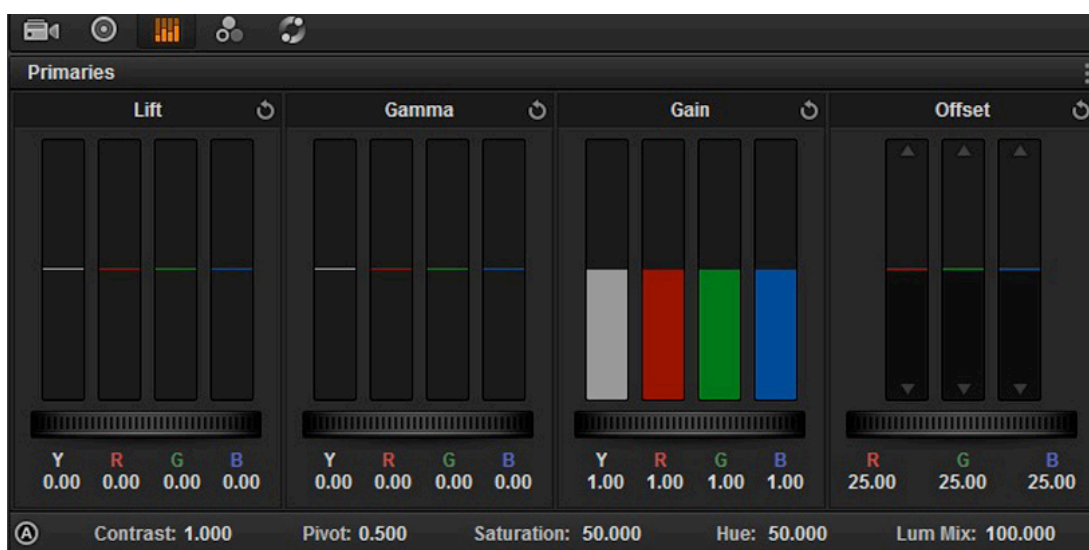 Primaries
Lift Gamma Gain Offset
Y R G B Y R G B Y R G B R G B
0.00 0.00 0.00 0.00 0.00 0.00 0.00 0.00 1.00 1.00 1.00 1.00 25.00 25.00 25.00
A Contrast: 1.000 Pivot: 0.500 Saturation: 50.000 Hue: 50.000 Lum Mix: 100.000